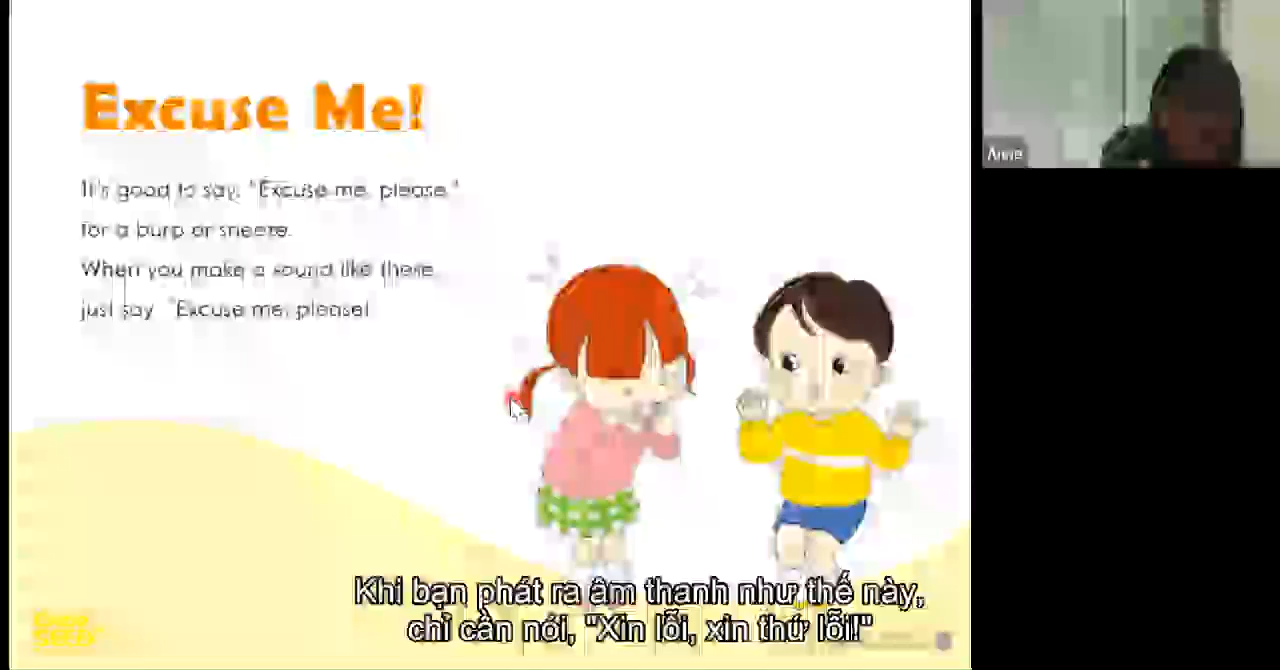 Excuse Me!
It's good to say, "Excuse me, please,"
for a burp or sneeze.
When you make a sound like these,
just say "Excuse me, please!
Khi bạn phát ra âm thanh như thế này,
chỉ cần nói, "Xin lỗi, xin thứ lỗi!"
Anne